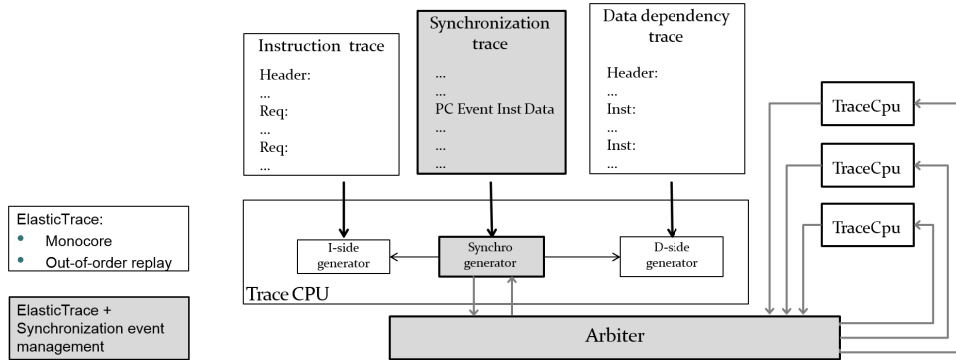 Instruction trace
Header:
...
Req:
...
Req:
...
Synchronization
trace
...
...
PC Event Inst Data
...
...
...
Data dependency
trace
Header:
...
Inst:
...
Inst:
...
TraceCpu
TraceCpu
TraceCpu
ElasticTrace:
• Monocore
• Out-of-order replay
I-side
generator
Synchro
generator
D-side
generator
Trace CPU
ElasticTrace +
Synchronization event
management
Arbiter